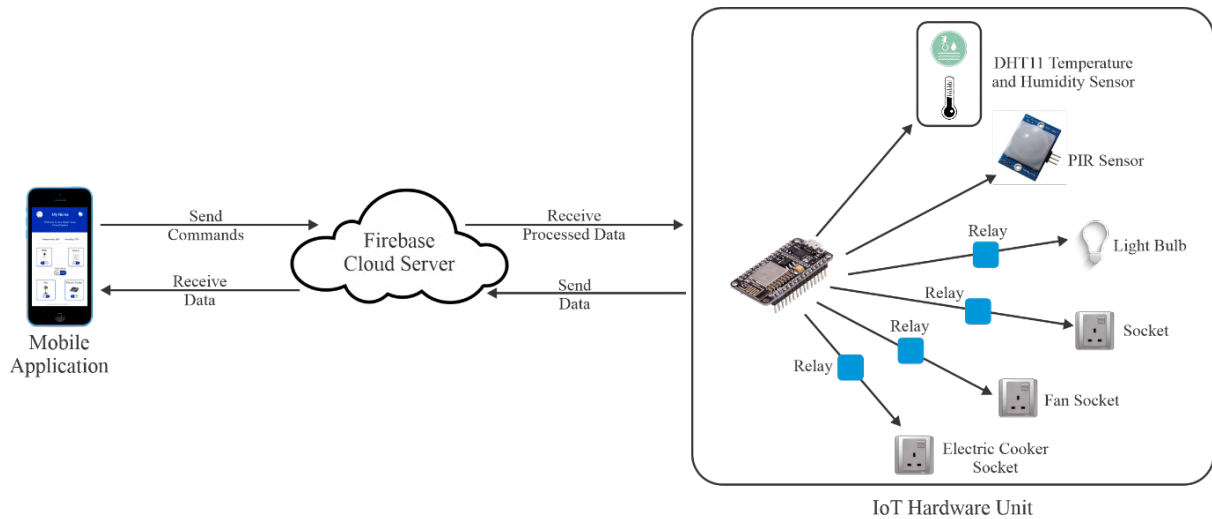 DHT11 Temperature
and Humidity Sensor
PIR Sensor
Relay
Light Bulb
Relay
Socket
Relay
Fan Socket
Relay
Electric Cooker
Socket
IoT Hardware Unit
Send
Commands
Receive
Data
Firebase
Cloud Server
Receive
Processed Data
Send
Data
My Home
Mobile
Application